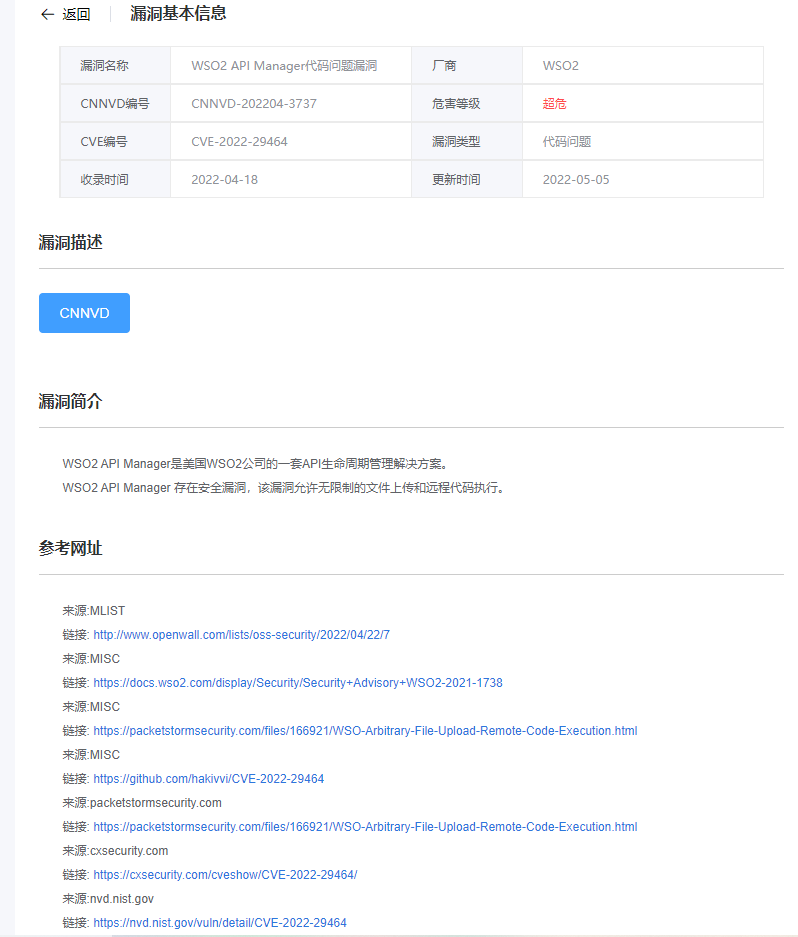 ← 返回 漏洞基本信息
漏洞名称 WSO2 API Manager代码问题漏洞 厂商 WSO2
CNNVD编号 CNNVD-202204-3737 危害等级 超危
CVE编号 CVE-2022-29464 漏洞类型 代码问题
收录时间 2022-04-18 更新时间 2022-05-05
漏洞描述
CNNVD
漏洞简介
WSO2 API Manager是美国WSO2公司的一套API生命周期管理解决方案。
WSO2 API Manager 存在安全漏洞，该漏洞允许无限制的文件上传和远程代码执行。
参考网址
来源:MLIST
链接: http://www.openwall.com/lists/oss-security/2022/04/22/7
来源:MISC
链接: https://docs.wso2.com/display/Security/Security+Advisory+WSO2-2021-1738
来源:MISC
链接: https://packetstormsecurity.com/files/166921/WSO-Arbitrary-File-Upload-Remote-Code-Execution.html
来源:MISC
链接: https://github.com/hakivvi/CVE-2022-29464
来源:packetstormsecurity.com
链接: https://packetstormsecurity.com/files/166921/WSO-Arbitrary-File-Upload-Remote-Code-Execution.html
来源:cxsecurity.com
链接: https://cxsecurity.com/cveshow/CVE-2022-29464/
来源:nvd.nist.gov
链接: https://nvd.nist.gov/vuln/detail/CVE-2022-29464